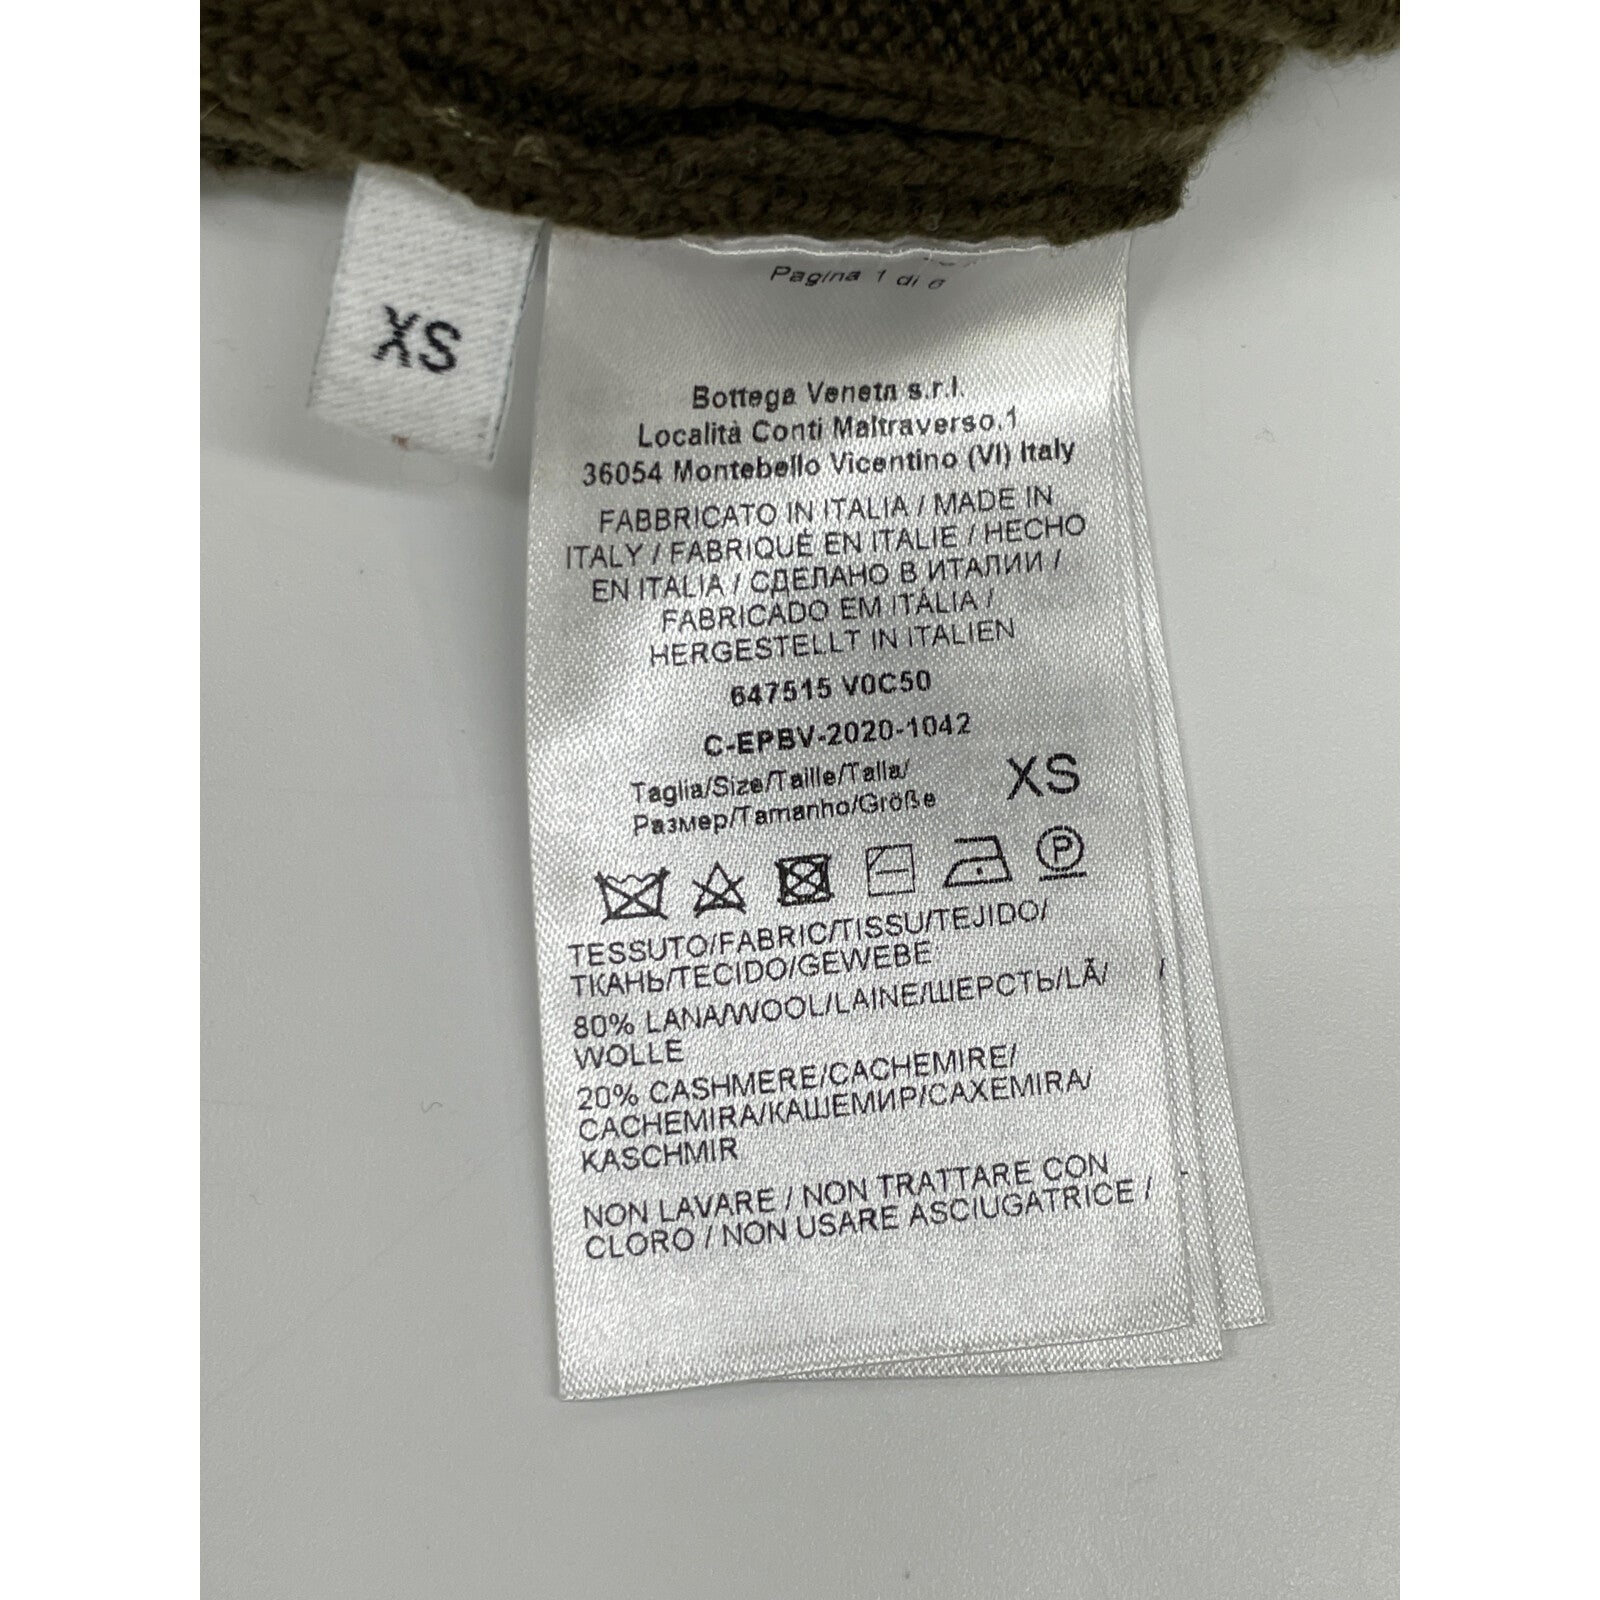 XS
Pagina 1 di 6
Bottega Veneta s.r.l.
Località Conti Maltraverso,1
36054 Montebello Vicentino (VI) Italy
FABBRICATO IN ITALIA / MADE IN
ITALY / FABRIQUÉ EN ITALIE / HECHO
EN ITALIA / СДЕЛАНО В ИТАЛИИ /
FABRICADO EM ITÁLIA /
HERGESTELLT IN ITALIEN
647515 V0C50
C-EPBV-2020-1042
Taglia/Size/Taille/Talla/
Размер/Tamanho/Größe
XS
P
TESSUTO/FABRIC/TISSU/TEJIDO/
ТКАНЬ/TECIDO/GEWEBE
80% LANA/WOOL/LAINE/ШЕРСТЬ/LÃ/
WOLLE
20% CASHMERE/CACHEMIRE/
CACHEMIRA/КАШЕМИР/CAXEMIRA/
KASCHMIR
NON LAVARE / NON TRATTARE CON
CLORO / NON USARE ASCIUGATRICE /